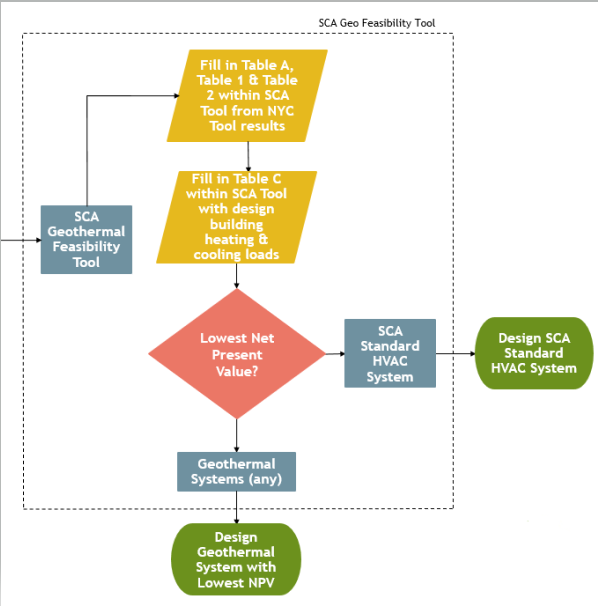 SCA Geo Feasibility Tool
Fill in Table A,
Table 1 & Table
2 within SCA
Tool from NYC
Tool results
Fill in Table C
within SCA Tool
with design
building
heating &
cooling loads
SCA
Geothermal
Feasibility
Tool
Lowest Net
Present
Value?
SCA
Standard
HVAC
System
Design SCA
Standard
HVAC System
Geothermal
Systems (any)
Design
Geothermal
System with
Lowest NPV